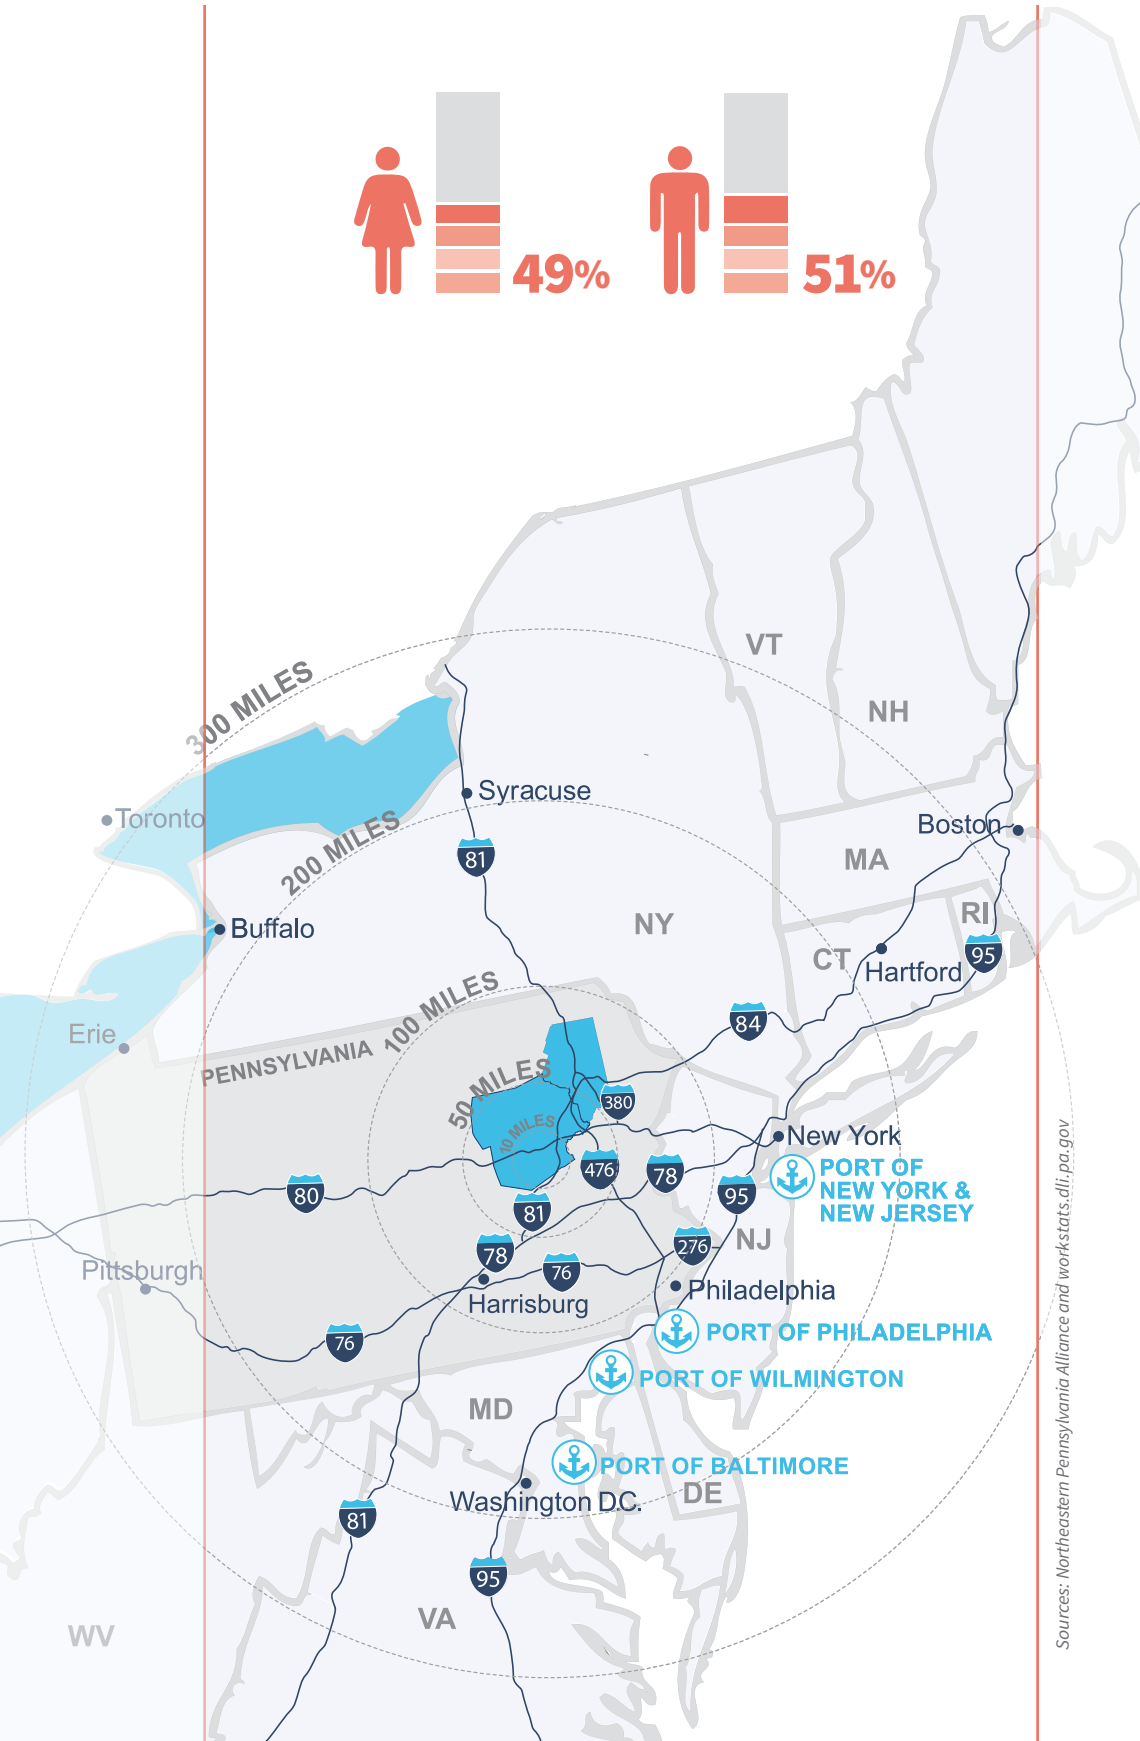 49%
51%
VT
300 MILES
NH
Syracuse
Toronto
Boston
200 MILES
81
MA
NY
RI
Buffalo
CT
Hartford
95
100 MILES
84
Erie
PENNSYLVANIA
50 MILES
380
10 MILES
New York
PORT OF
NEW YORK &
NEW JERSEY
476
78
80
95
81
NJ
78
276
76
Pittsburgh
Harrisburg
Philadelphia
76
PORT OF PHILADELPHIA
PORT OF WILMINGTON
MD
PORT OF BALTIMORE
DE
Washington D.C.
81
95
VA
WV
Sources: Northeastern Pennsylvania Alliance and workstats.dli.pa.gov